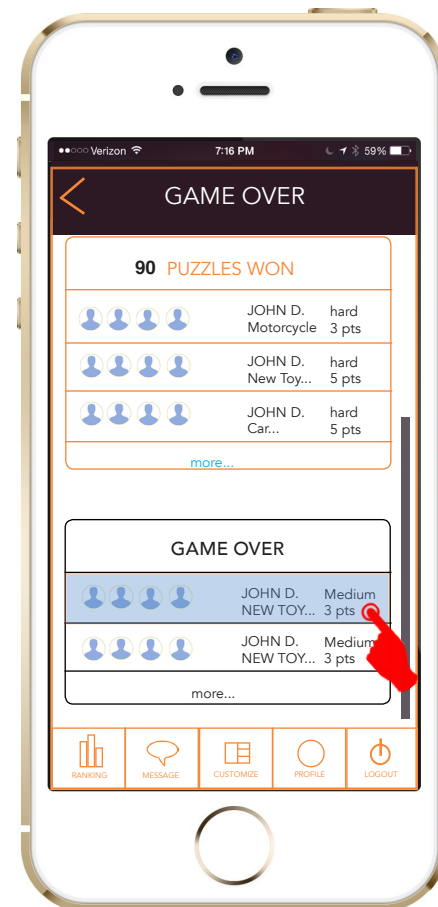 Verizon 7:16 PM 59%
GAME OVER
90 PUZZLES WON
JOHN D. hard
Motorcycle 3 pts
JOHN D. hard
New Toy... 5 pts
JOHN D. hard
Car... 5 pts
more...
GAME OVER
JOHN D. Medium
NEW TOY... 3 pts
JOHN D. Medium
NEW TOY... 3 pts
more...
RANKING MESSAGE CUSTOMIZE PROFILE LOGOUT